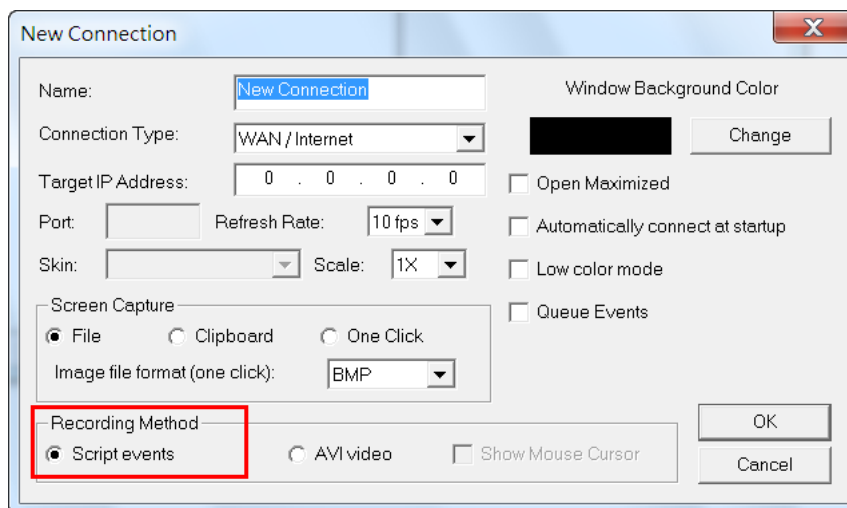 New Connection
X
Name: New Connection
Window Background Color
Connection Type: WAN / Internet
Change
Target IP Address: 0 . 0 . 0 . 0
Open Maximized
Port: Refresh Rate: 10 fps
Automatically connect at startup
Skin: Scale: 1X
Low color mode
Screen Capture
Queue Events
File Clipboard One Click
Image file format (one click): BMP
Recording Method
OK
Script events AVI video Show Mouse Cursor
Cancel